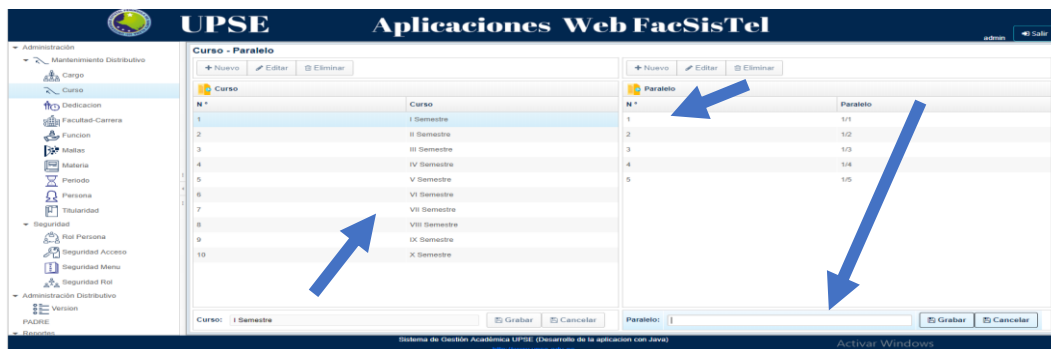 UPSE Aplicaciones Web FacSisTel
admin Salir
Administración
Mantenimiento Distributivo
Cargo
Curso
Dedicacion
Facultad-Carrera
Funcion
Mallas
Materia
Periodo
Persona
Titularidad
Seguridad
Rol Persona
Seguridad Acceso
Seguridad Menu
Seguridad Rol
Administración Distributivo
Version
PADRE
Reportes
Curso - Paralelo
+ Nuevo Editar Eliminar
Curso
N ° Curso
1 I Semestre
2 II Semestre
3 III Semestre
4 IV Semestre
5 V Semestre
6 VI Semestre
7 VII Semestre
8 VIII Semestre
9 IX Semestre
10 X Semestre
Curso: I Semestre Grabar Cancelar
+ Nuevo Editar Eliminar
Paralelo
N ° Paralelo
1 1/1
2 1/2
3 1/3
4 1/4
5 1/5
Paralelo: Grabar Cancelar
Sistema de Gestión Académica UPSE (Desarrollo de la aplicacion con Java)
Activar Windows